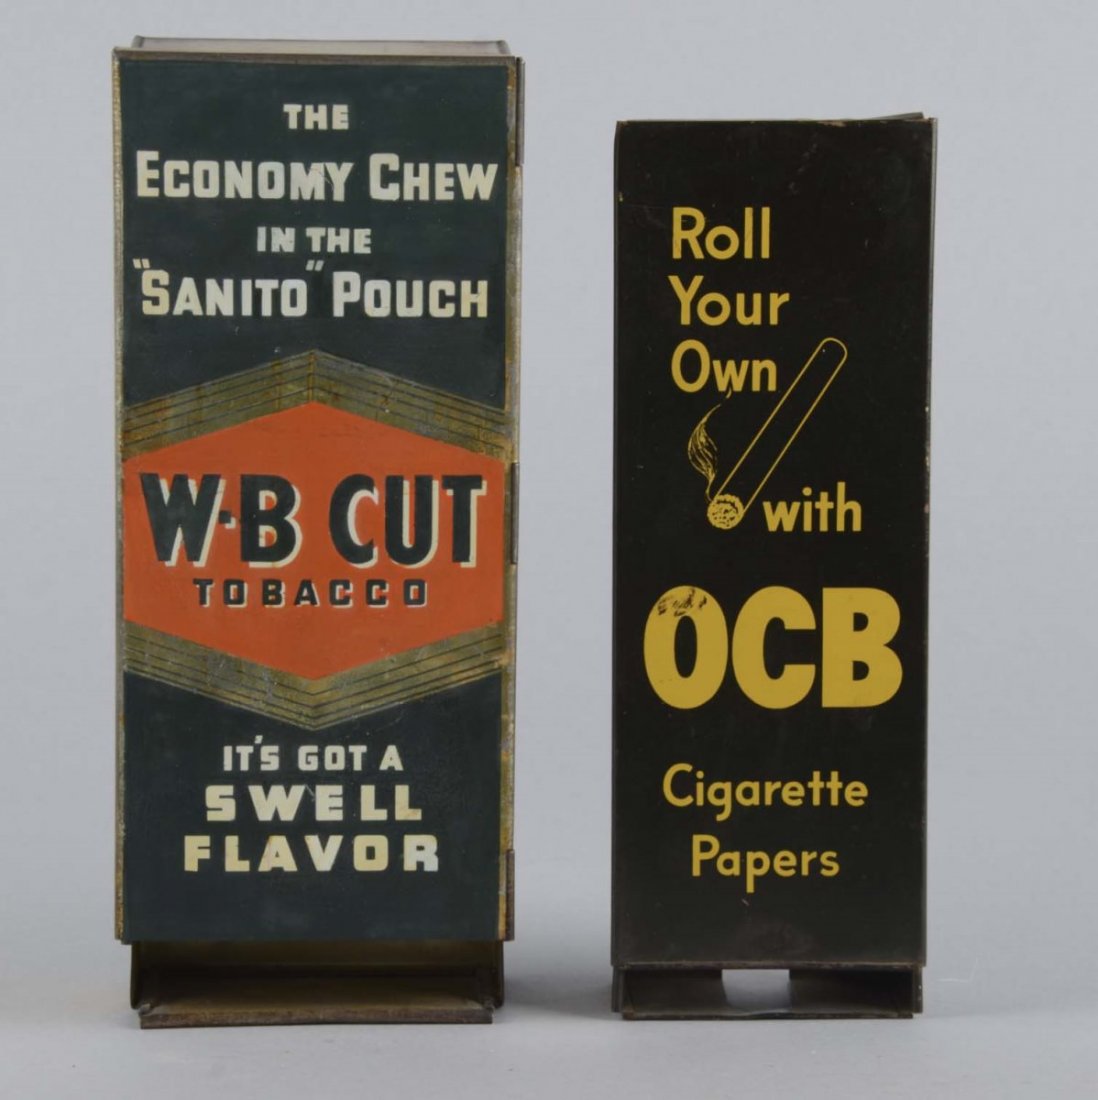 THE
ECONOMY CHEW
IN THE
"SANITO" POUCH
W·B CUT
TOBACCO
IT'S GOT A
SWELL
FLAVOR
Roll
Your
Own
with
OCB
Cigarette
Papers